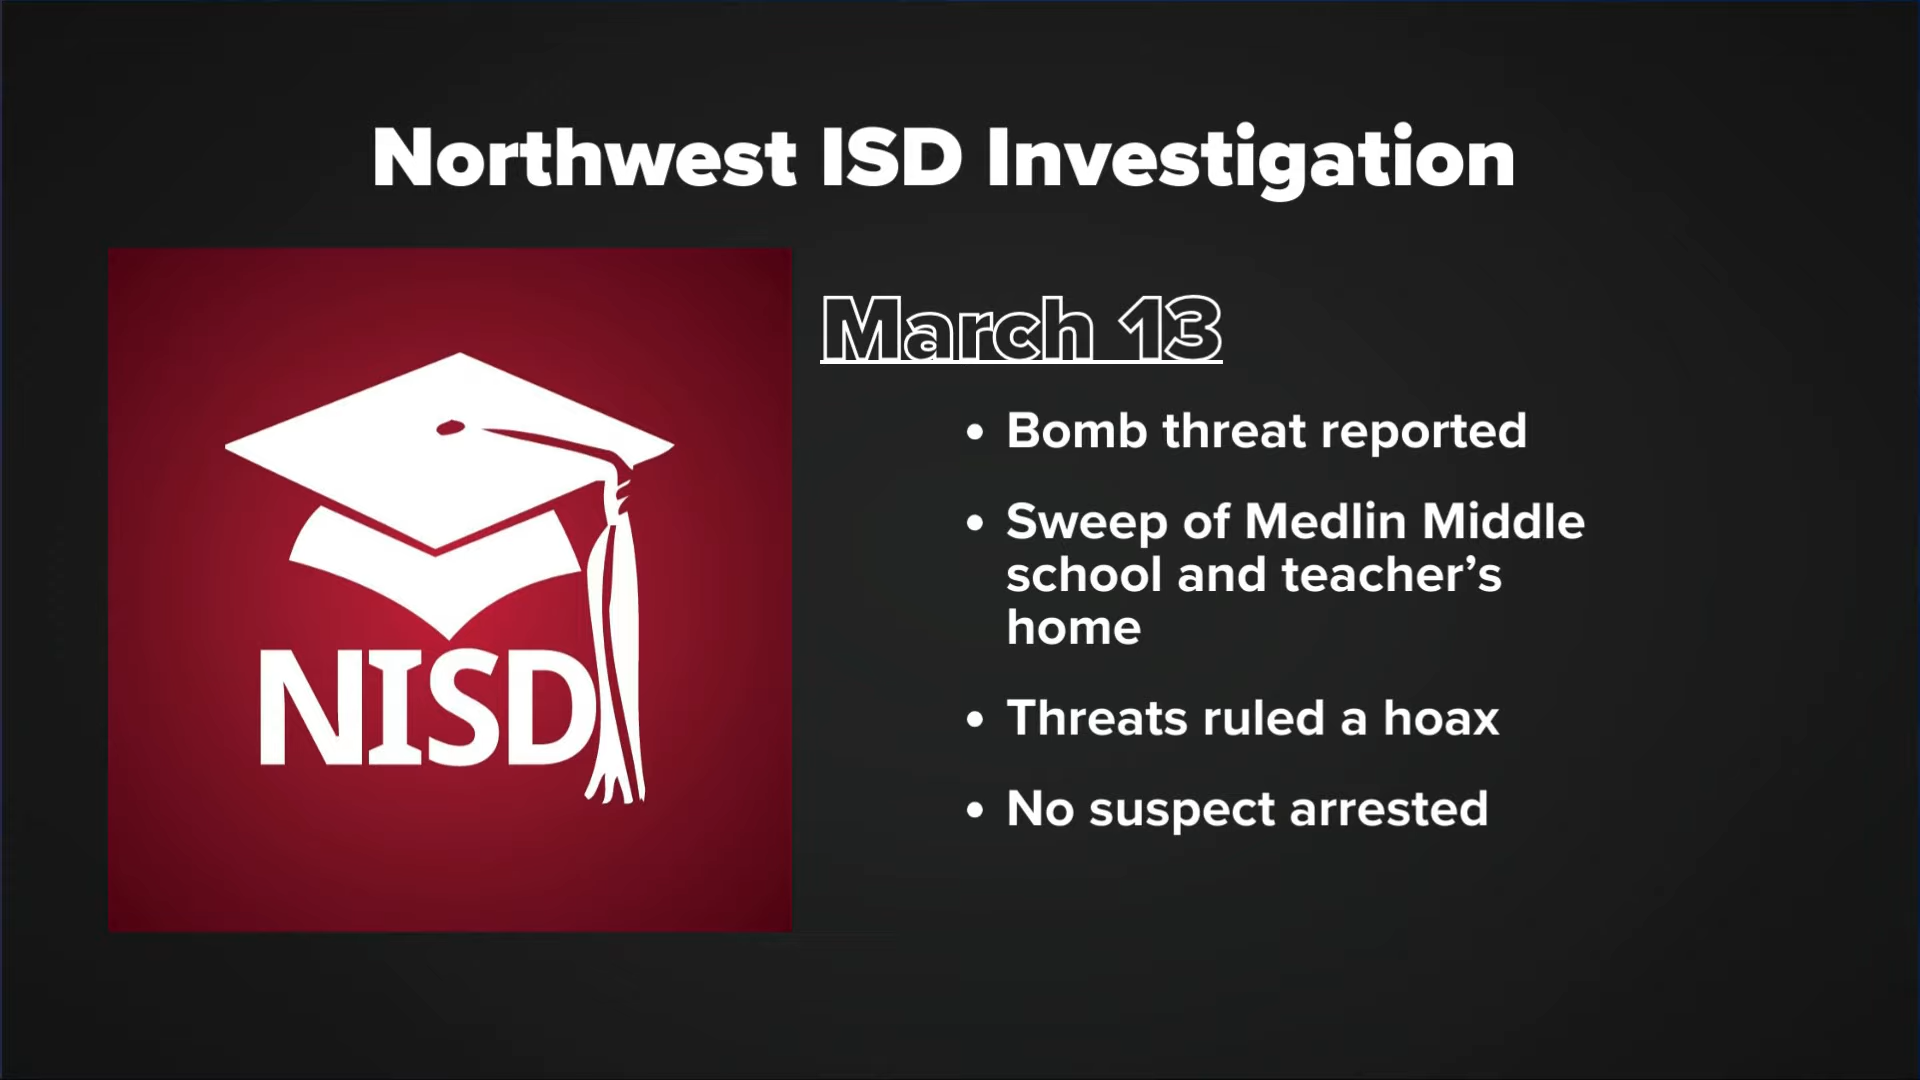 Northwest ISD Investigation
NISD
March 13
• Bomb threat reported
• Sweep of Medlin Middle
school and teacher’s
home
• Threats ruled a hoax
• No suspect arrested